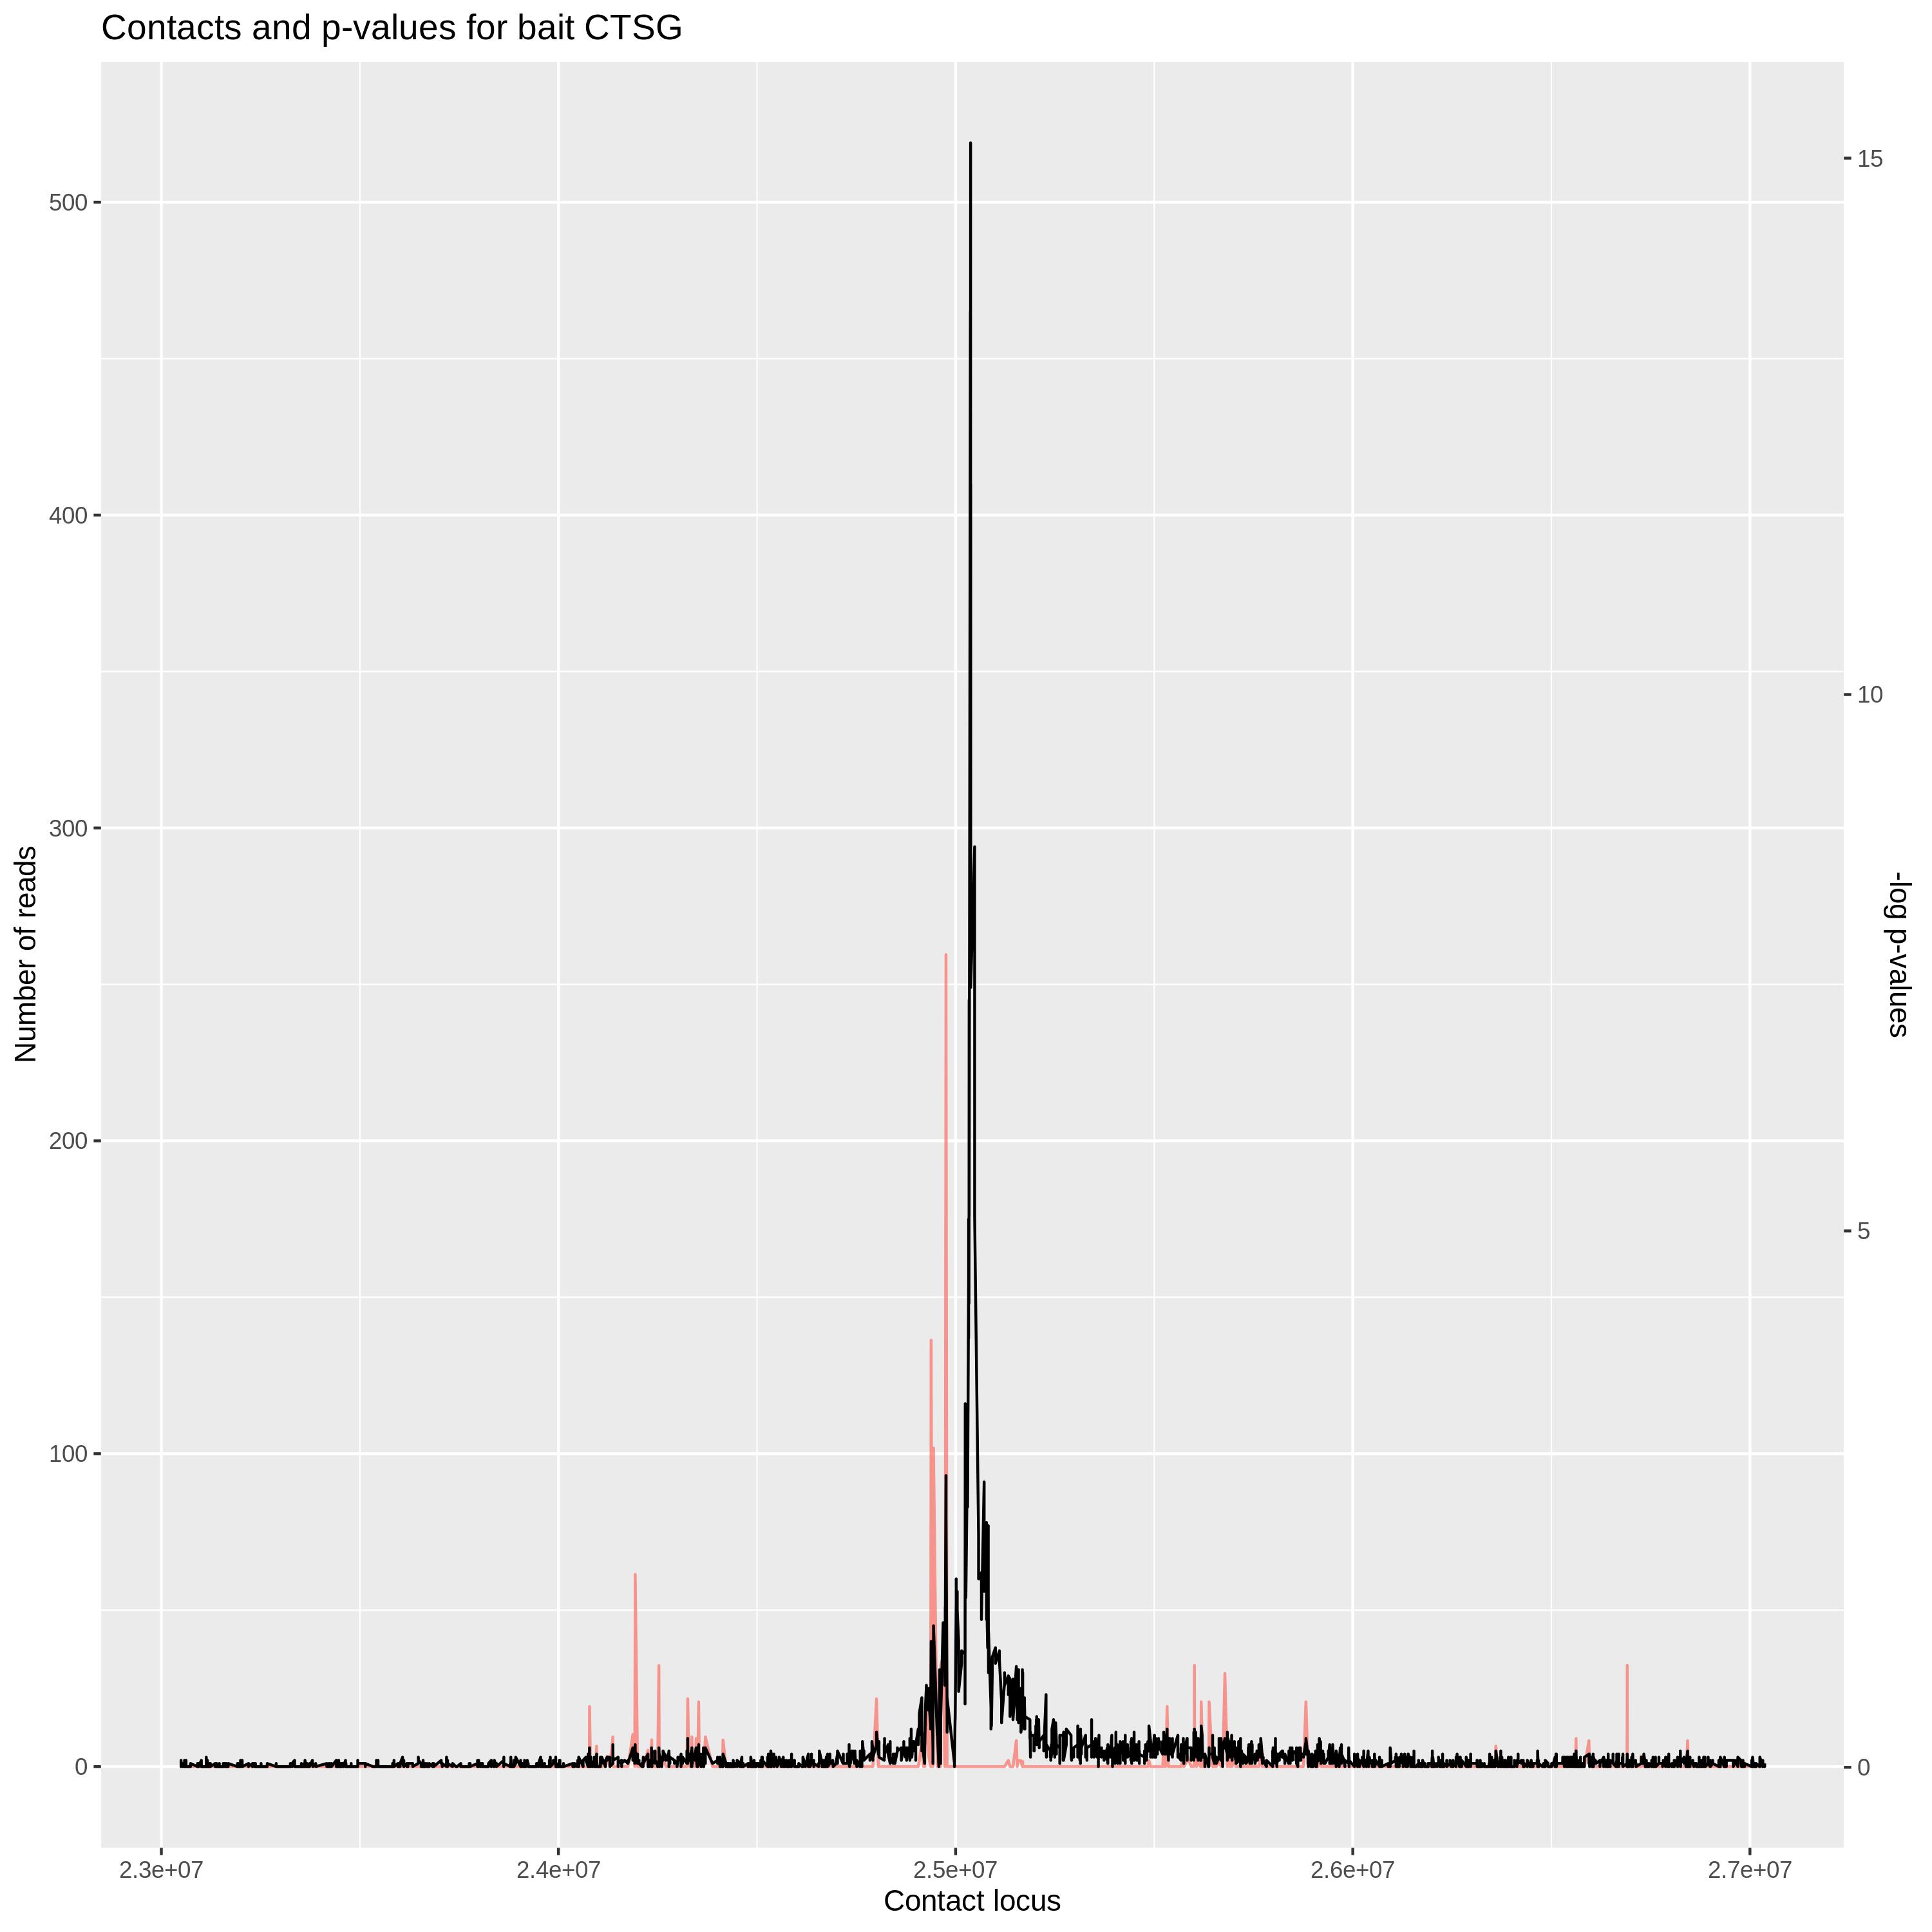 Contacts and p-values for bait CTSG
Number of reads
500
400
300
200
100
0
15
10
5
0
-log p-values
2.3e+07
2.4e+07
2.5e+07
2.6e+07
2.7e+07
Contact locus